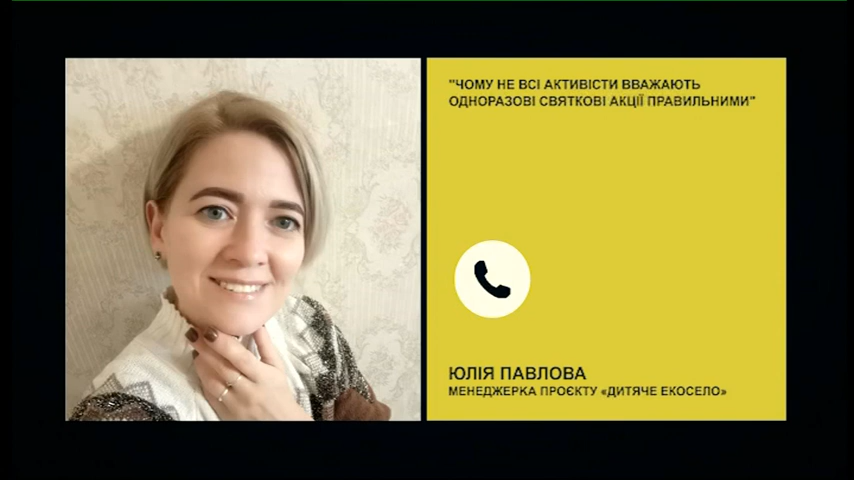 "ЧОМУ НЕ ВСІ АКТИВІСТИ ВВАЖАЮТЬ
ОДНОРАЗОВІ СВЯТКОВІ АКЦІЇ ПРАВИЛЬНИМИ"
ЮЛІЯ ПАВЛОВА
МЕНЕДЖЕРКА ПРОЄКТУ «ДИТЯЧЕ ЕКОСЕЛО»